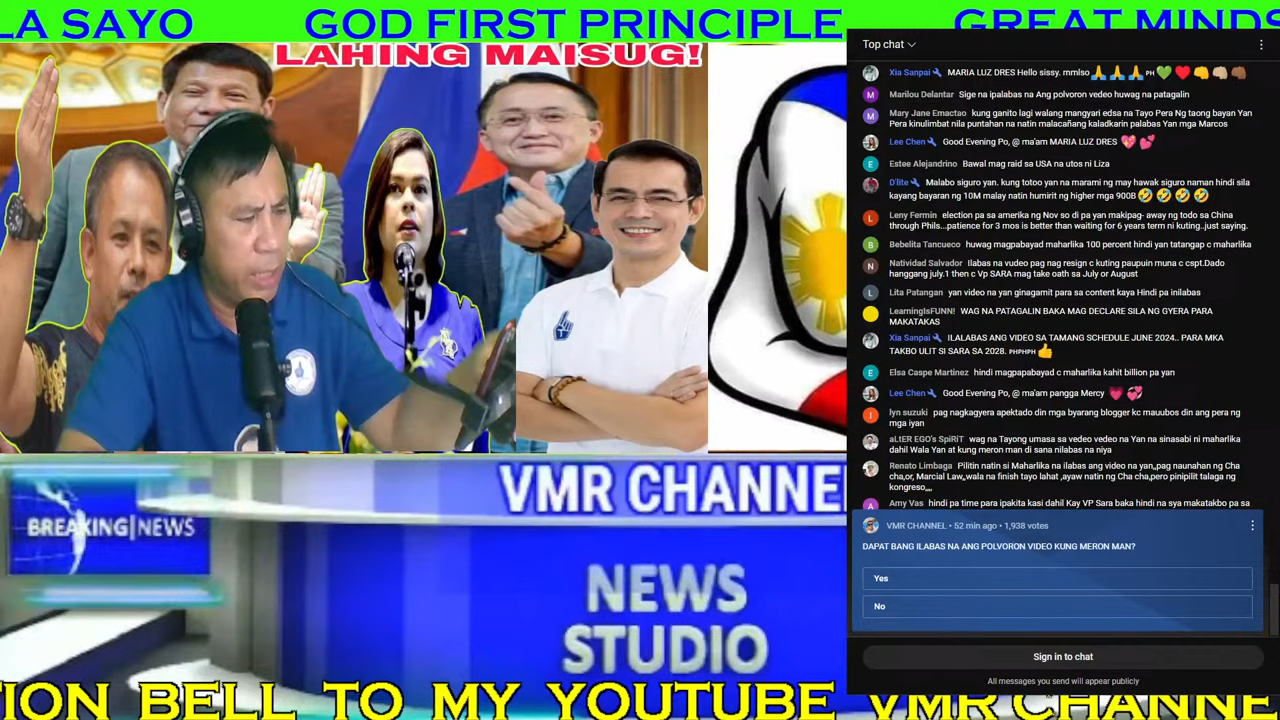 LA SAYO GOD FIRST PRINCIPLE GREAT MINDS
LAHING MAISUG!
Top chat
Xia Sanpai MARIA LUZ DRES Hello sissy. mmlso🙏🙏🙏PH💚❤️👊👊🏼👊🏾
Marilou Delantar Sige na ipalabas na Ang polvoron vedeo huwag na patagalin
Mary Jane Emactao kung ganito lagi walang mangyari edsa na Tayo Pera Ng taong bayan Yan
Pera kinulimbat nila puntahan na natin malacañang kaladkarin palabas Yan mga Marcos
Lee Chen Good Evening Po, @ ma'am MARIA LUZ DRES 💖 💕
Estee Alejandrino Bawal mag raid sa USA na utos ni Liza
D'lite Malabo siguro yan. kung totoo yan na marami ng may hawak siguro naman hindi sila
kayang bayaran ng 10M malay natin humirit ng higher mga 900B🤣🤣🤣🤣
Leny Fermin election pa sa amerika ng Nov so di pa yan makipag- away ng todo sa China
through Phils...patience for 3 mos is better than waiting for 6 years term ni kuting..just saying.
Bebelita Tancueco huwag magpabayad maharlika 100 percent hindi yan tatangap c maharlika
Natividad Salvador Ilabas na vudeo pag nag resign c kuting paupuin muna c cspt.Dado
hanggang july.1 then c Vp SARA mag take oath sa July or August
Lita Patangan yan video na yan ginagamit para sa content kaya Hindi pa inilabas
LearningIsFUNN! WAG NA PATAGALIN BAKA MAG DECLARE SILA NG GYERA PARA
MAKATAKAS
Xia Sanpai ILALABAS ANG VIDEO SA TAMANG SCHEDULE JUNE 2024.. PARA MKA
TAKBO ULIT SI SARA SA 2028. PHPHPH👍
Elsa Caspe Martinez hindi magpapabayad c maharlika kahit billion pa yan
Lee Chen Good Evening Po, @ ma'am pangga Mercy 💗 💞
lyn suzuki pag nagkagyera apektado din mga byarang blogger kc mauubos din ang pera ng
mga iyan
aLtER EGO's SpiRiT wag na Tayong umasa sa vedeo vedeo na Yan na sinasabi ni maharlika
dahil Wala Yan at kung meron man di sana nilabas na niya
Renato Limbaga Pilitin natin si Maharlika na ilabas ang video na yan,,pag naunahan ng Cha
cha,or, Marcial Law,,wala na finish tayo lahat ,ayaw natin ng Cha cha,pero pinipilit talaga ng
kongreso,,,,
Amy Vas hindi pa time para ipakita kasi dahil Kay VP Sara baka hindi na sya makatakbo pa sa
VMR CHANNEL • 52 min ago • 1,938 votes
DAPAT BANG ILABAS NA ANG POLVORON VIDEO KUNG MERON MAN?
Yes
No
Sign in to chat
All messages you send will appear publicly
VMR CHANNE
BREAKING|NEWS
NEWS
STUDIO
TION BELL TO MY YOUTUBE VMR CHANNE